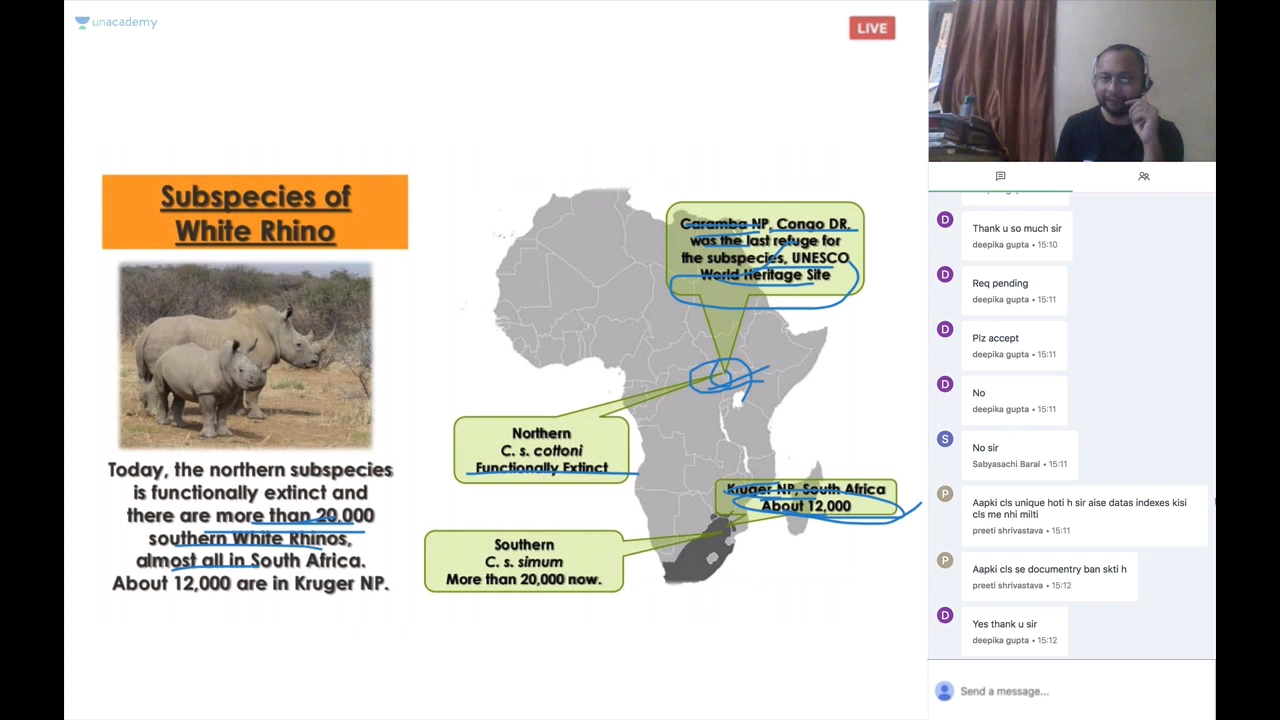 unacademy
LIVE
Subspecies of
White Rhino
Today, the northern subspecies
is functionally extinct and
there are more than 20,000
southern White Rhinos,
almost all in South Africa.
About 12,000 are in Kruger NP.
Garamba NP, Congo DR.
was the last refuge for
the subspecies, UNESCO
World Heritage Site
Northern
C. s. cottoni
Functionally Extinct
Kruger NP, South Africa
About 12,000
Southern
C. s. simum
More than 20,000 now.
D
Thank u so much sir
deepika gupta • 15:10
D
Req pending
deepika gupta • 15:11
D
Plz accept
deepika gupta • 15:11
D
No
deepika gupta • 15:11
S
No sir
Sabyasachi Baral • 15:11
P
Aapki cls unique hoti h sir aise datas indexes kisi
cls me nhi milti
preeti shrivastava • 15:11
P
Aapki cls se documentry ban skti h
preeti shrivastava • 15:12
D
Yes thank u sir
deepika gupta • 15:12
Send a message...